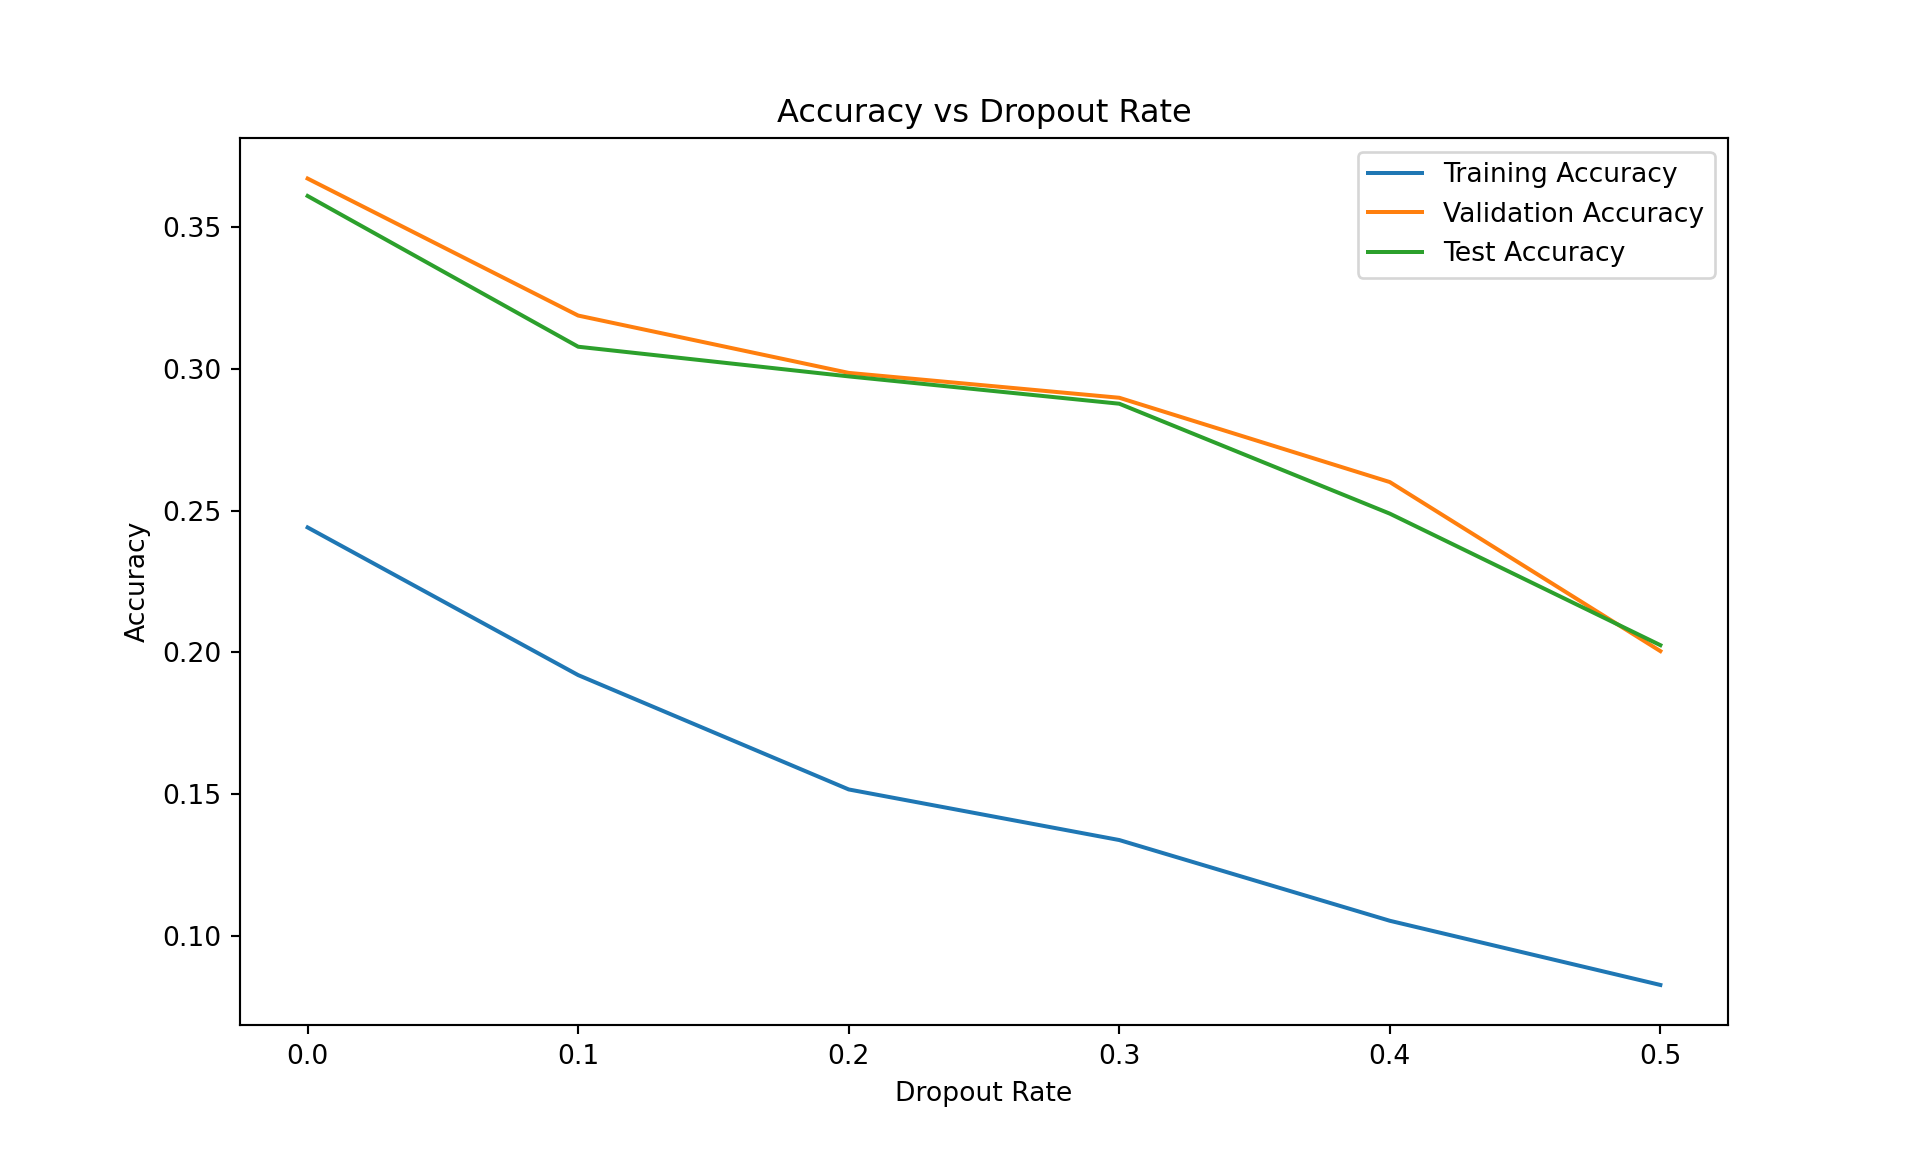 Accuracy vs Dropout Rate
Training Accuracy
Validation Accuracy
Test Accuracy
Accuracy
0.35
0.30
0.25
0.20
0.15
0.10
0.0 0.1 0.2 0.3 0.4 0.5
Dropout Rate